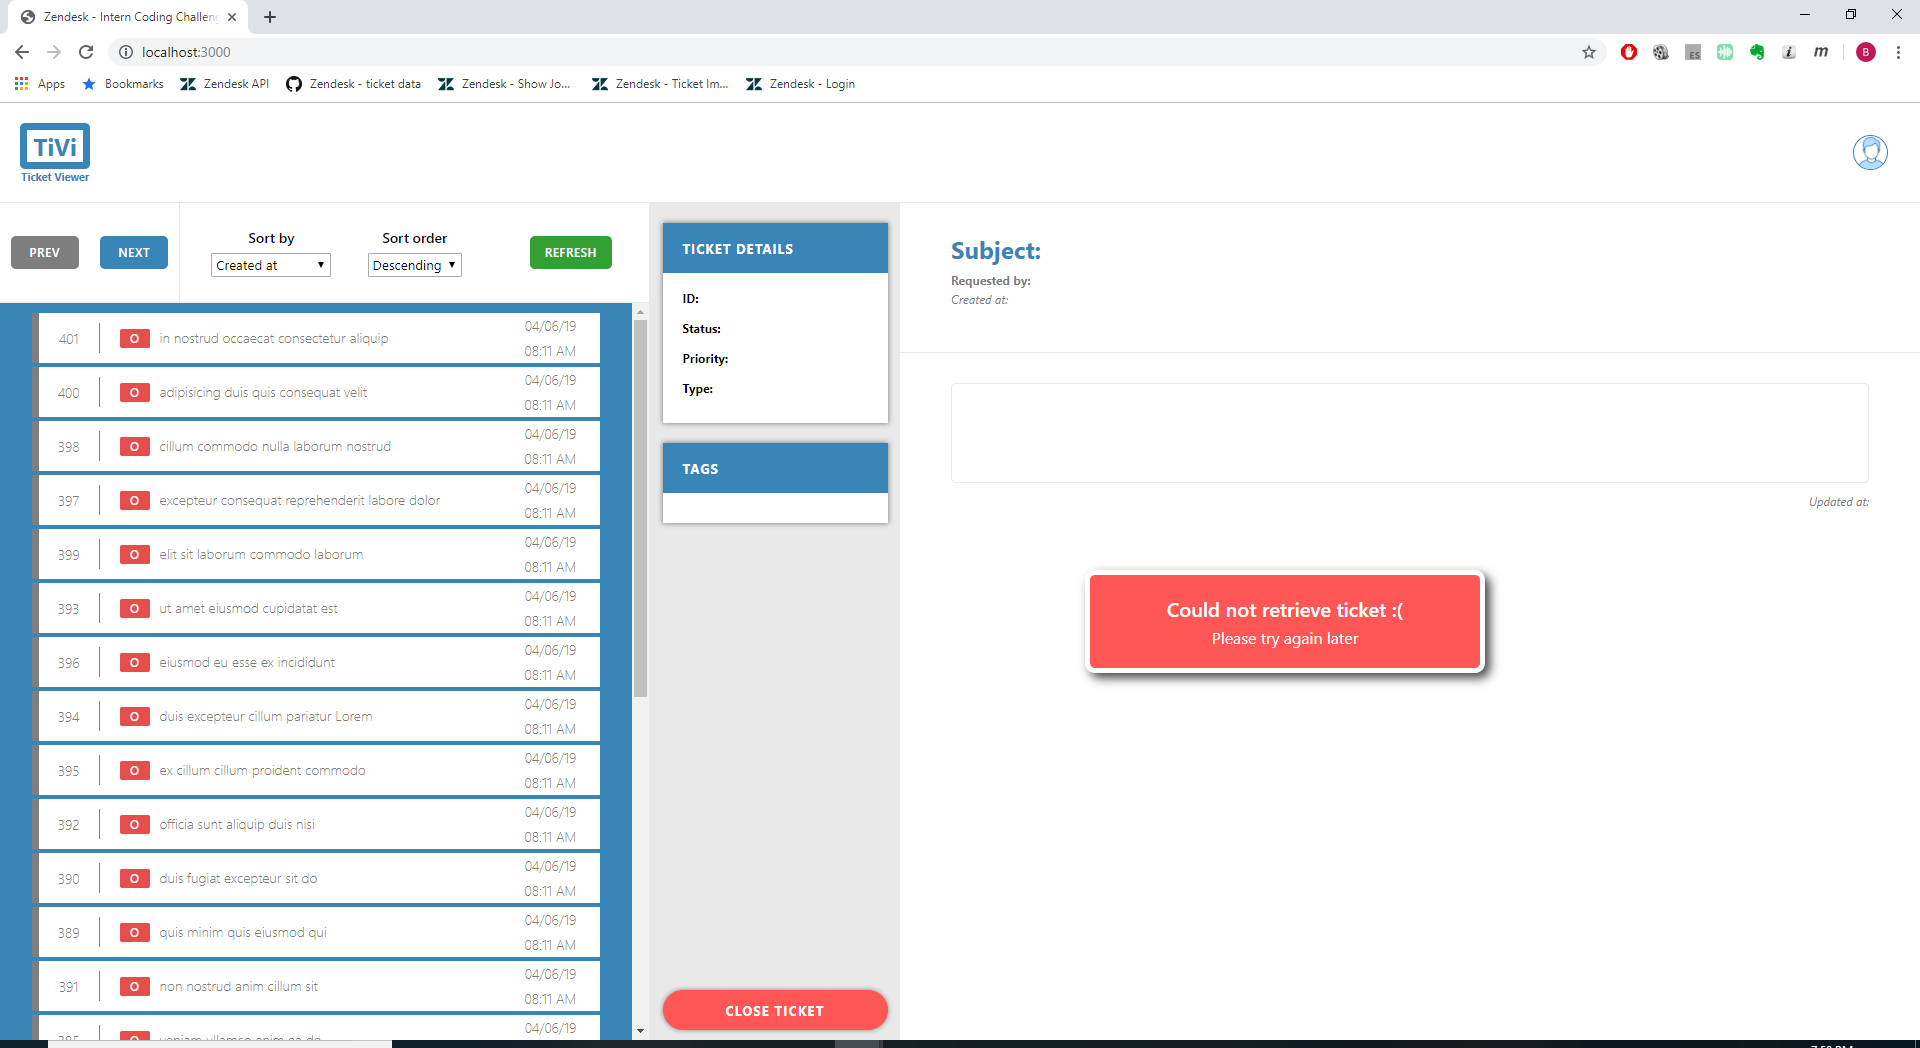 Zendesk - Intern Coding Challen
localhost:3000
ES
i
m
B
Apps
Bookmarks
Zendesk API
Zendesk - ticket data
Zendesk - Show Jo...
Zendesk - Ticket Im...
Zendesk - Login
TiVi
Ticket Viewer
PREV
NEXT
Sort by
Created at
Sort order
Descending
REFRESH
401 O in nostrud occaecat consectetur aliquip 04/06/19
08:11 AM
400 O adipisicing duis quis consequat velit 04/06/19
08:11 AM
398 O cillum commodo nulla laborum nostrud 04/06/19
08:11 AM
397 O excepteur consequat reprehenderit labore dolor 04/06/19
08:11 AM
399 O elit sit laborum commodo laborum 04/06/19
08:11 AM
393 O ut amet eiusmod cupidatat est 04/06/19
08:11 AM
396 O eiusmod eu esse ex incididunt 04/06/19
08:11 AM
394 O duis excepteur cillum pariatur Lorem 04/06/19
08:11 AM
395 O ex cillum cillum proident commodo 04/06/19
08:11 AM
392 O officia sunt aliquip duis nisi 04/06/19
08:11 AM
390 O duis fugiat excepteur sit do 04/06/19
08:11 AM
389 O quis minim quis eiusmod qui 04/06/19
08:11 AM
391 O non nostrud anim cillum sit 04/06/19
08:11 AM
O 04/06/19
TICKET DETAILS
ID:
Status:
Priority:
Type:
TAGS
CLOSE TICKET
Subject:
Requested by:
Created at:
Updated at:
Could not retrieve ticket :(
Please try again later